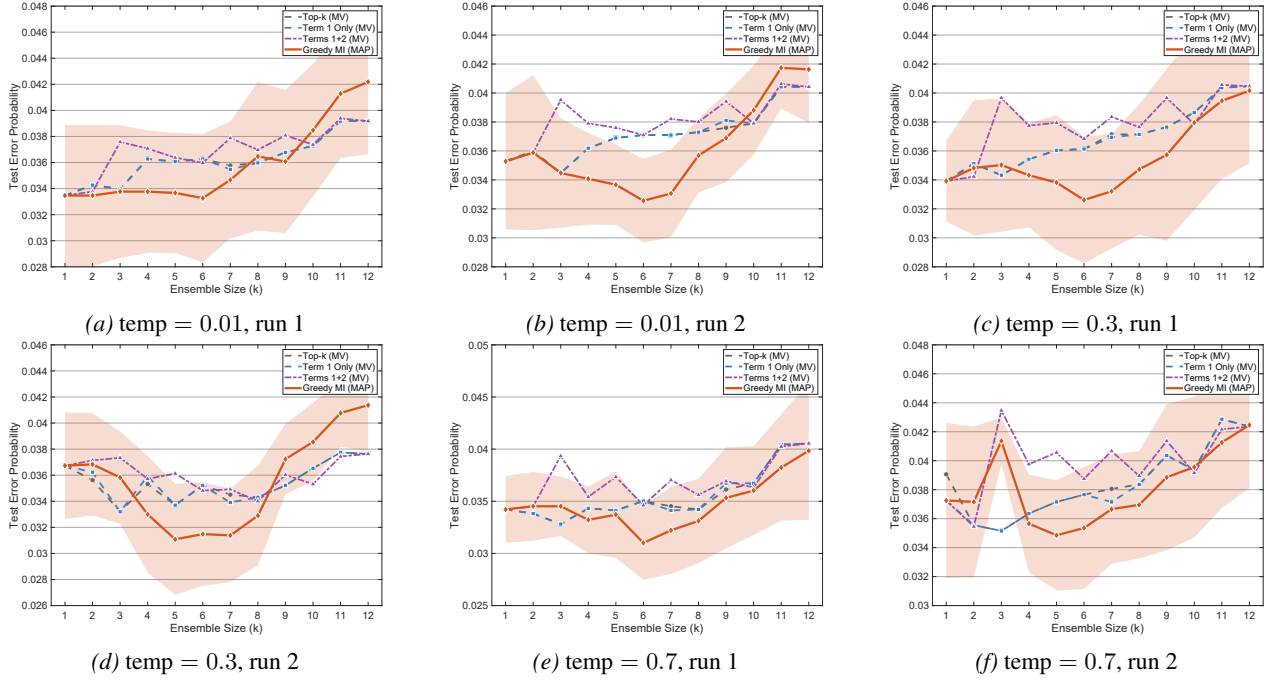 0.048
0.046
0.044
0.042
0.04
0.038
0.036
0.034
0.032
0.03
0.028
Test Error Probability
Top-k (MV)
Term 1 Only (MV)
Terms 1+2 (MV)
Greedy MI (MAP)
1 2 3 4 5 6 7 8 9 10 11 12
Ensemble Size (k)
(a) temp = 0.01, run 1
0.046
0.044
0.042
0.04
0.038
0.036
0.034
0.032
0.03
0.028
Test Error Probability
Top-k (MV)
Term 1 Only (MV)
Terms 1+2 (MV)
Greedy MI (MAP)
1 2 3 4 5 6 7 8 9 10 11 12
Ensemble Size (k)
(b) temp = 0.01, run 2
0.046
0.044
0.042
0.04
0.038
0.036
0.034
0.032
0.03
0.028
Test Error Probability
Top-k (MV)
Term 1 Only (MV)
Terms 1+2 (MV)
Greedy MI (MAP)
1 2 3 4 5 6 7 8 9 10 11 12
Ensemble Size (k)
(c) temp = 0.3, run 1
0.046
0.044
0.042
0.04
0.038
0.036
0.034
0.032
0.03
0.028
0.026
Test Error Probability
Top-k (MV)
Term 1 Only (MV)
Terms 1+2 (MV)
Greedy MI (MAP)
1 2 3 4 5 6 7 8 9 10 11 12
Ensemble Size (k)
(d) temp = 0.3, run 2
0.05
0.045
0.04
0.035
0.03
0.025
Test Error Probability
Top-k (MV)
Term 1 Only (MV)
Terms 1+2 (MV)
Greedy MI (MAP)
1 2 3 4 5 6 7 8 9 10 11 12
Ensemble Size (k)
(e) temp = 0.7, run 1
0.048
0.046
0.044
0.042
0.04
0.038
0.036
0.034
0.032
0.03
Test Error Probability
Top-k (MV)
Term 1 Only (MV)
Terms 1+2 (MV)
Greedy MI (MAP)
1 2 3 4 5 6 7 8 9 10 11 12
Ensemble Size (k)
(f) temp = 0.7, run 2